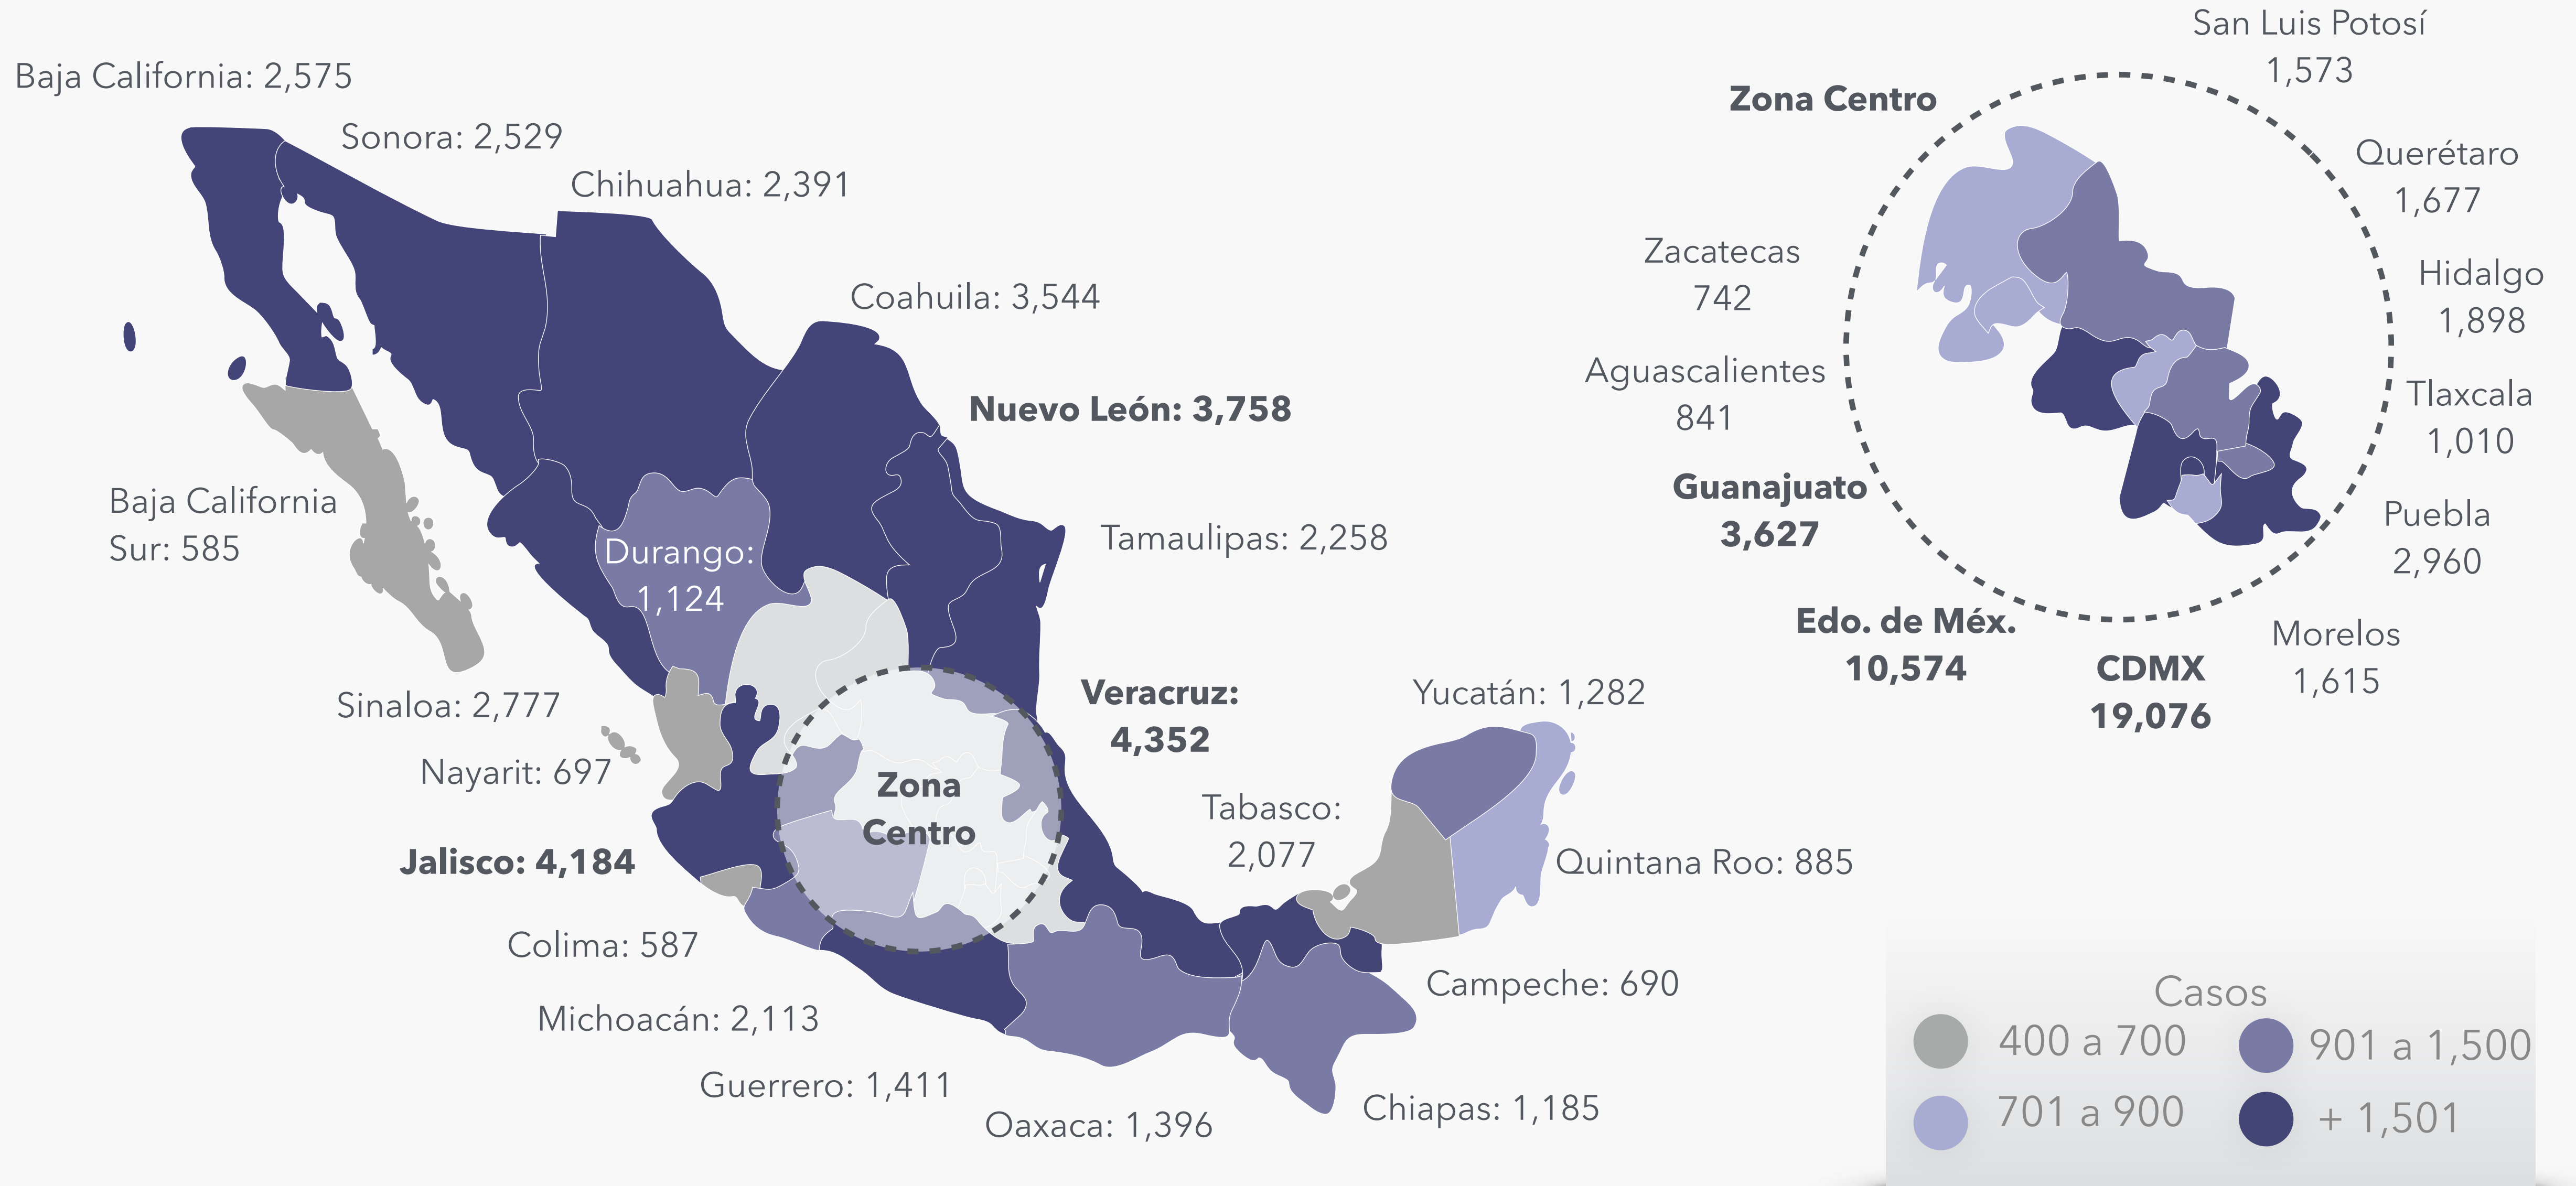 Baja California: 2,575
Sonora: 2,529
Chihuahua: 2,391
Coahuila: 3,544
Nuevo León: 3,758
Tamaulipas: 2,258
Baja California
Sur: 585
Durango:
1,124
Sinaloa: 2,777
Nayarit: 697
Jalisco: 4,184
Colima: 587
Michoacán: 2,113
Guerrero: 1,411
Oaxaca: 1,396
Zona
Centro
Veracruz:
4,352
Tabasco:
2,077
Yucatán: 1,282
Quintana Roo: 885
Campeche: 690
Chiapas: 1,185
Zona Centro
San Luis Potosí
1,573
Querétaro
1,677
Hidalgo
1,898
Tlaxcala
1,010
Puebla
2,960
Morelos
1,615
CDMX
19,076
Edo. de Méx.
10,574
Guanajuato
3,627
Aguascalientes
841
Zacatecas
742
Casos
400 a 700
901 a 1,500
701 a 900
+ 1,501